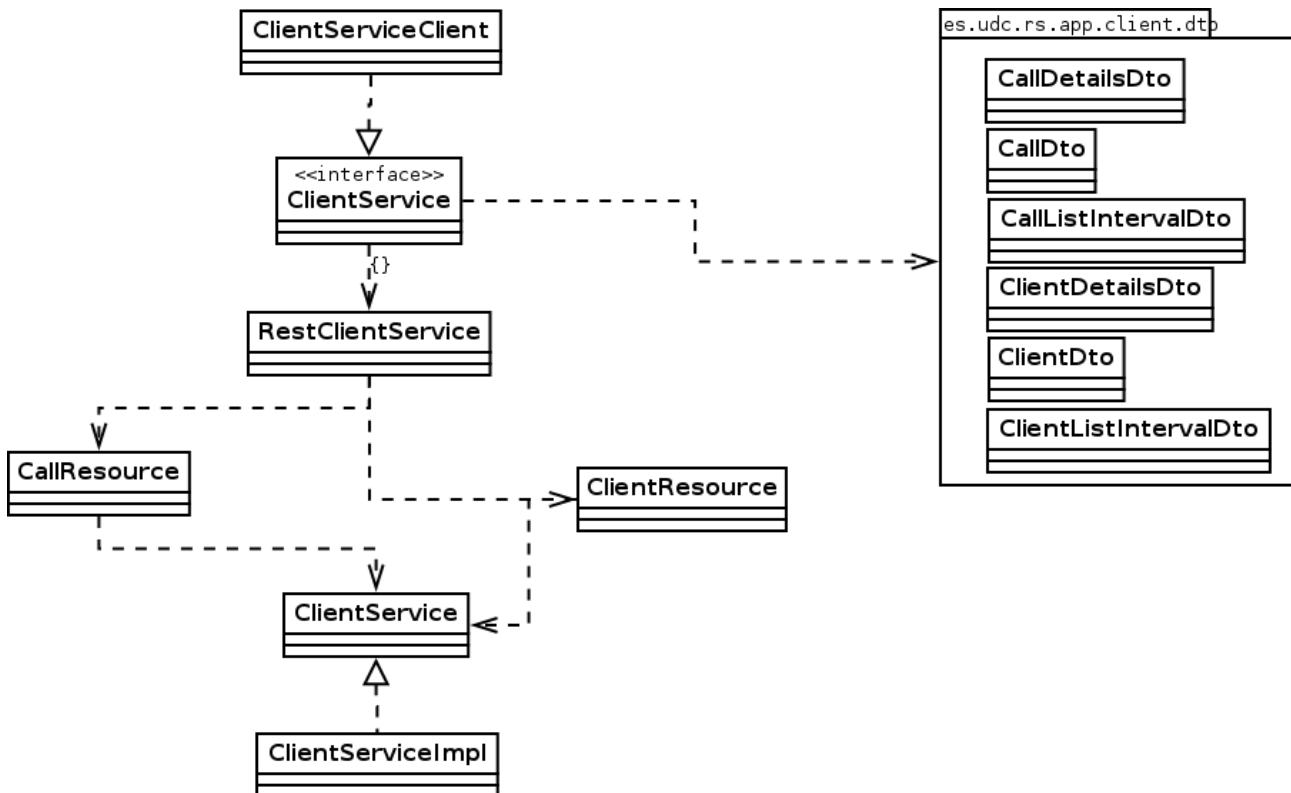 ClientServiceClient
es.udc.rs.app.client.dto
CallDetailsDto
CallDto
<<interface>>
ClientService
CallListIntervalDto
{}
ClientDetailsDto
RestClientService
ClientDto
ClientListIntervalDto
CallResource
ClientResource
ClientService
ClientServiceImpl